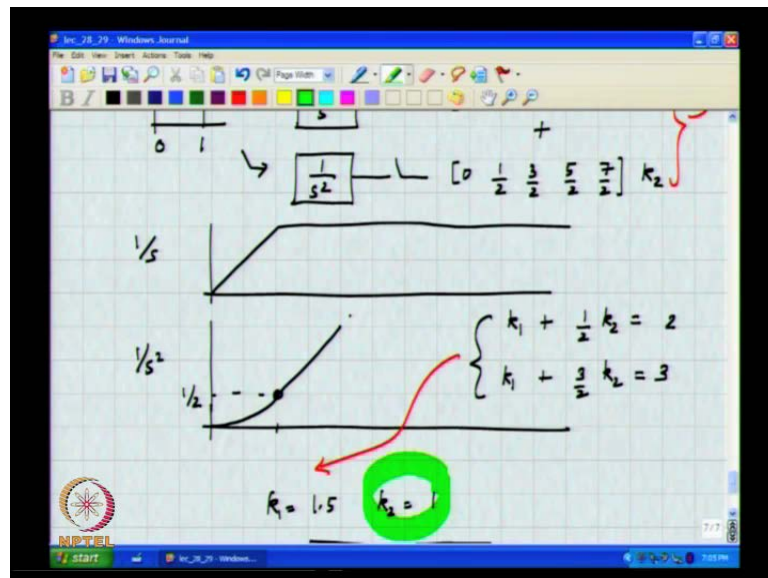 lec_28_29 - Windows Journal
File Edit View Insert Actions Tools Help
Page Width
B I
0 1
s
+
1/s² [0 1/2 3/2 5/2 7/2] k₂
1/s
1/s²
1/2
k₁ + 1/2 k₂ = 2
k₁ + 3/2 k₂ = 3
k₁ = 1.5 k₂ = 1
7/7
NPTEL
start lec_28_29 - Windows... 7:05 PM